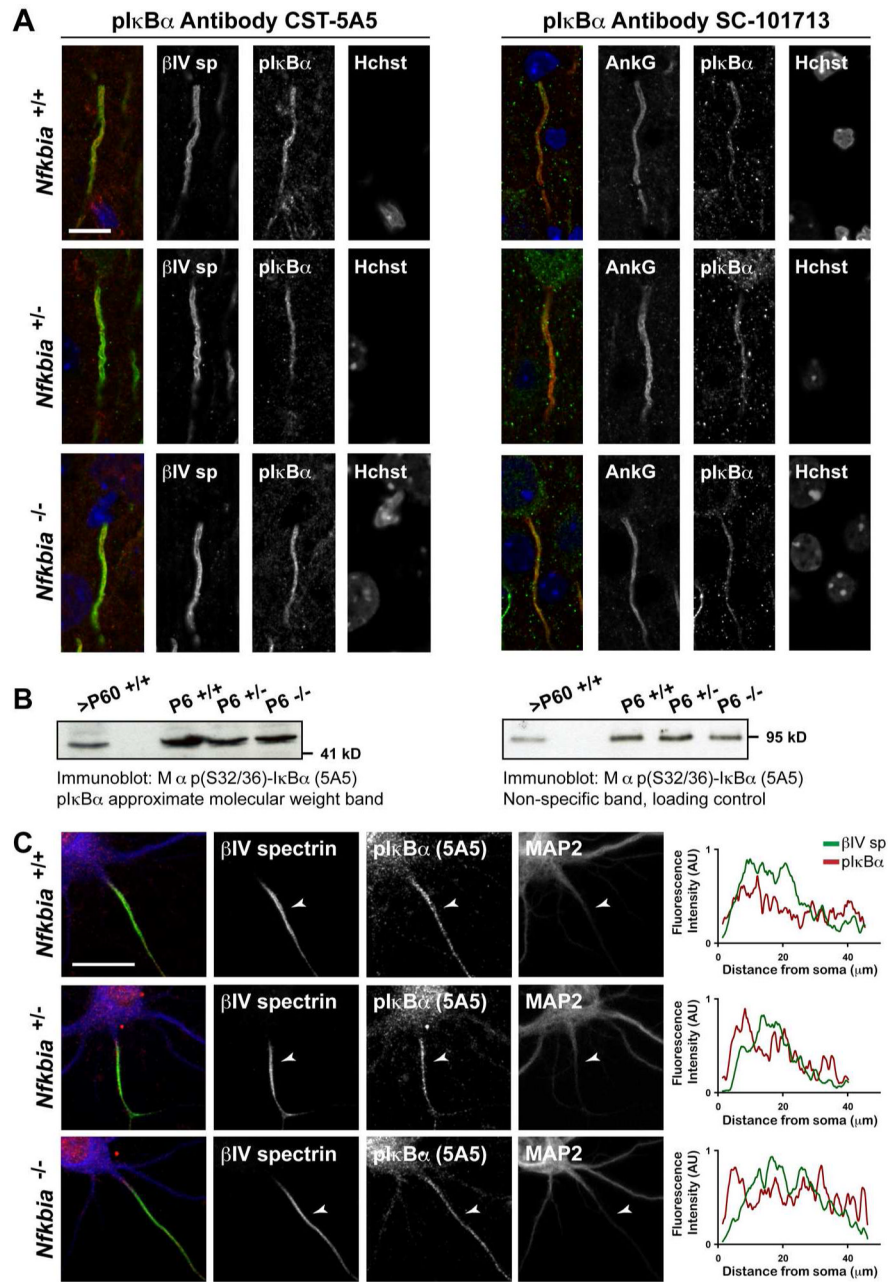 A
pIκBα Antibody CST-5A5
pIκBα Antibody SC-101713
Nfkbia +/+
βIV sp
pIκBα
Hchst
AnkG
pIκBα
Hchst
Nfkbia +/-
βIV sp
pIκBα
Hchst
AnkG
pIκBα
Hchst
Nfkbia -/-
βIV sp
pIκBα
Hchst
AnkG
pIκBα
Hchst
B
>P60 +/+
P6 +/+
P6 +/-
P6 -/-
41 kD
Immunoblot: M α p(S32/36)-IκBα (5A5)
pIκBα approximate molecular weight band
>P60 +/+
P6 +/+
P6 +/-
P6 -/-
95 kD
Immunoblot: M α p(S32/36)-IκBα (5A5)
Non-specific band, loading control
C
Nfkbia +/+
βIV spectrin
pIκBα (5A5)
MAP2
βIV sp
pIκBα
Fluorescence
Intensity (AU)
1
0
0 20 40
Distance from soma (μm)
Nfkbia +/-
βIV spectrin
pIκBα (5A5)
MAP2
Fluorescence
Intensity (AU)
1
0
0 20 40
Distance from soma (μm)
Nfkbia -/-
βIV spectrin
pIκBα (5A5)
MAP2
Fluorescence
Intensity (AU)
1
0
0 20 40
Distance from soma (μm)